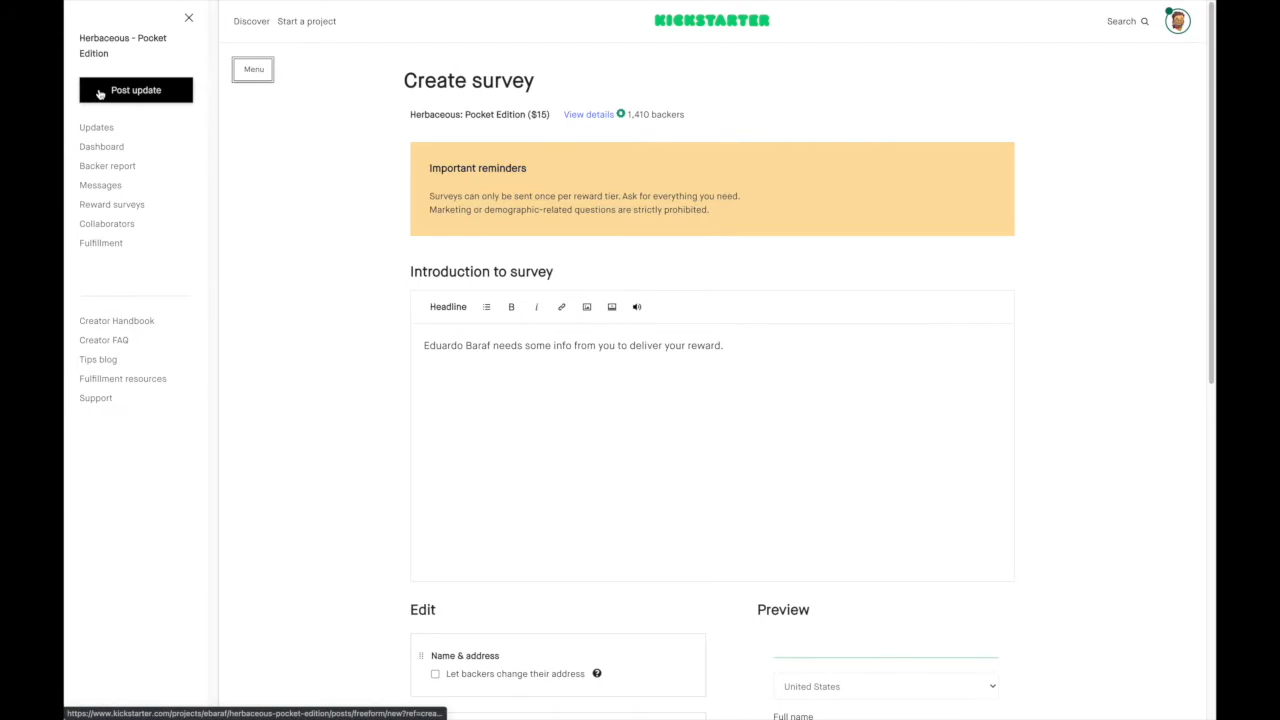 Herbaceous - Pocket
Edition
Post update
Updates
Dashboard
Backer report
Messages
Reward surveys
Collaborators
Fulfillment
Creator Handbook
Creator FAQ
Tips blog
Fulfillment resources
Support
Discover Start a project
KICKSTARTER
Search
Menu
Create survey
Herbaceous: Pocket Edition ($15) View details 1,410 backers
Important reminders
Surveys can only be sent once per reward tier. Ask for everything you need.
Marketing or demographic-related questions are strictly prohibited.
Introduction to survey
Headline B i
Eduardo Baraf needs some info from you to deliver your reward.
Edit
Name & address
Let backers change their address ?
Preview
United States
Full name
https://www.kickstarter.com/projects/ebaraf/herbaceous-pocket-edition/posts/freeform/new?ref=crea...